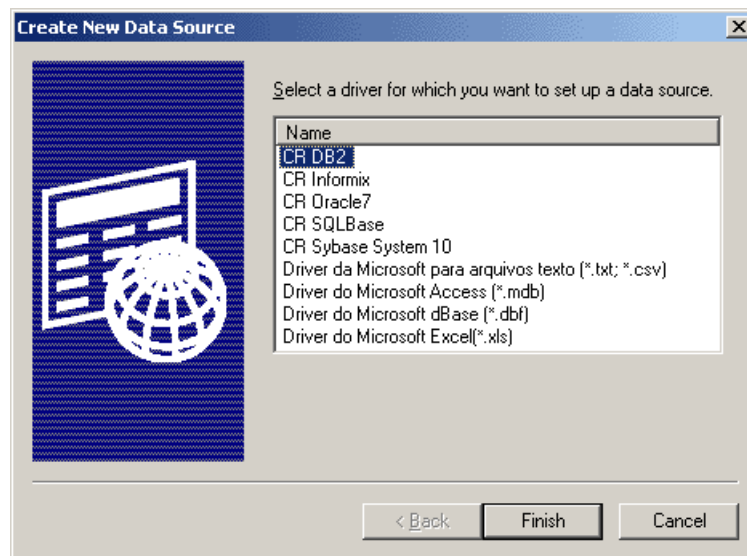 Create New Data Source
Select a driver for which you want to set up a data source.
Name
CR DB2
CR Informix
CR Oracle7
CR SQLBase
CR Sybase System 10
Driver da Microsoft para arquivos texto (*.txt; *.csv)
Driver do Microsoft Access (*.mdb)
Driver do Microsoft dBase (*.dbf)
Driver do Microsoft Excel(*.xls)
< Back Finish Cancel